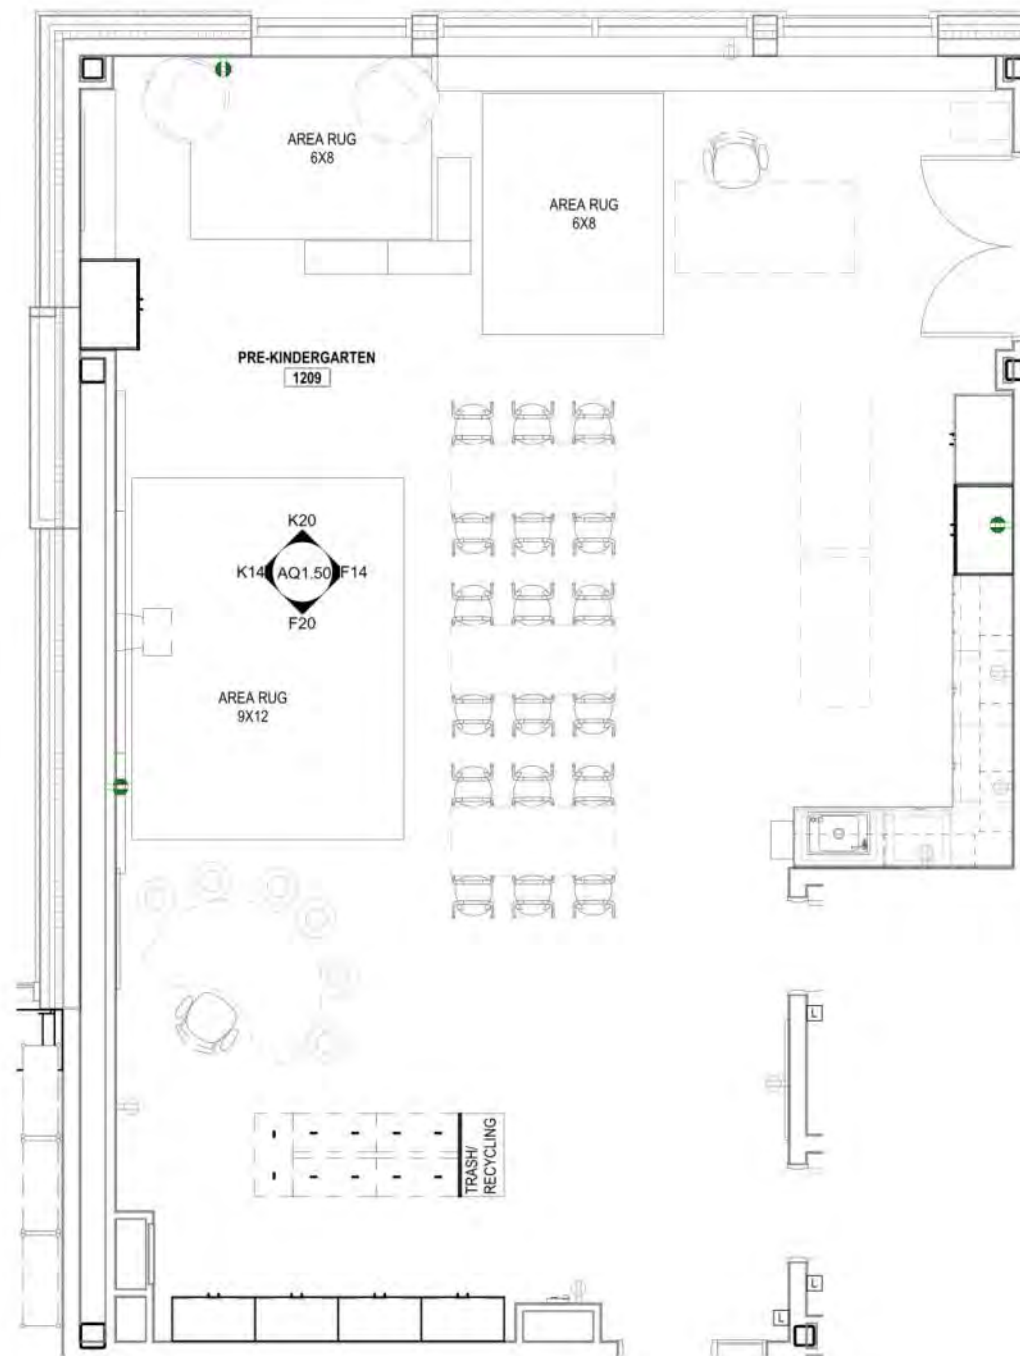 AREA RUG
6X8
AREA RUG
6X8
PRE-KINDERGARTEN
1209
K20
K14 AQ1.50 F14
F20
AREA RUG
9X12
L
TRASH/
RECYCLING
L
L